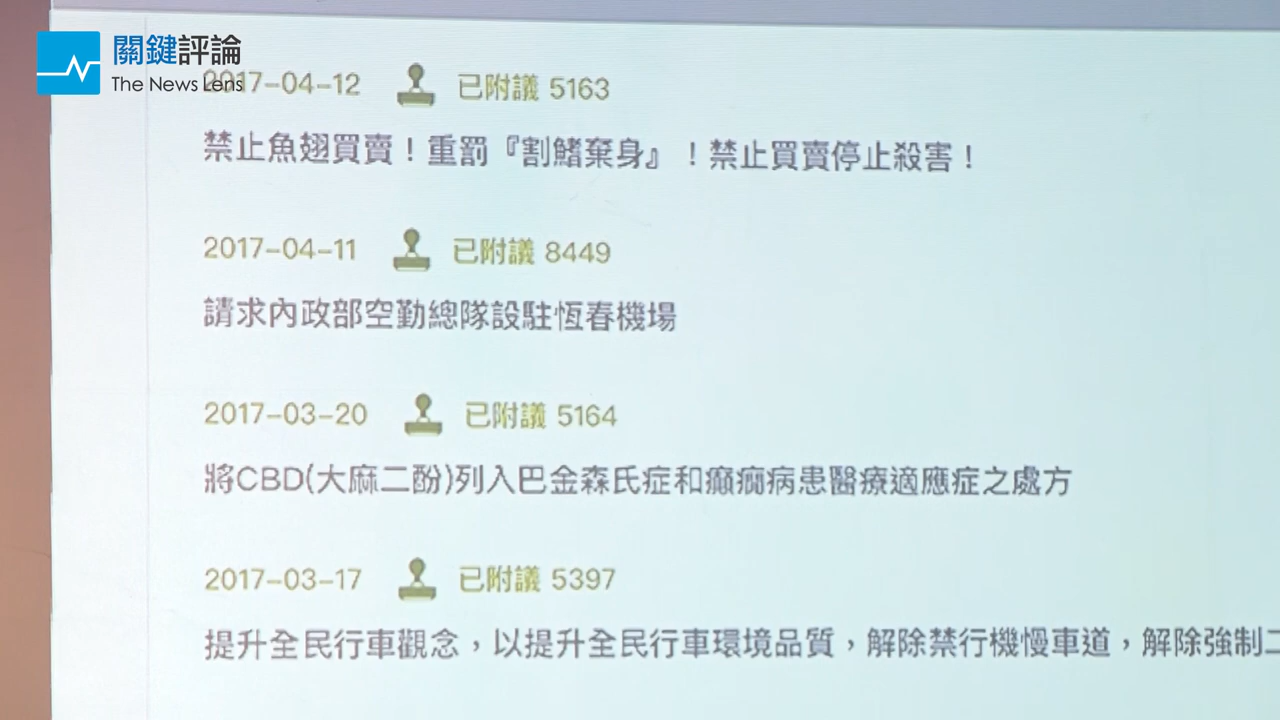 關鍵評論
The News Lens
2017-04-12 已附議 5163
禁止魚翅買賣！重罰『割鰭棄身』！禁止買賣停止殺害！
2017-04-11 已附議 8449
請求內政部空勤總隊設駐恆春機場
2017-03-20 已附議 5164
將CBD(大麻二酚)列入巴金森氏症和癲癇病患醫療適應症之處方
2017-03-17 已附議 5397
提升全民行車觀念，以提升全民行車環境品質，解除禁行機慢車道，解除強制二